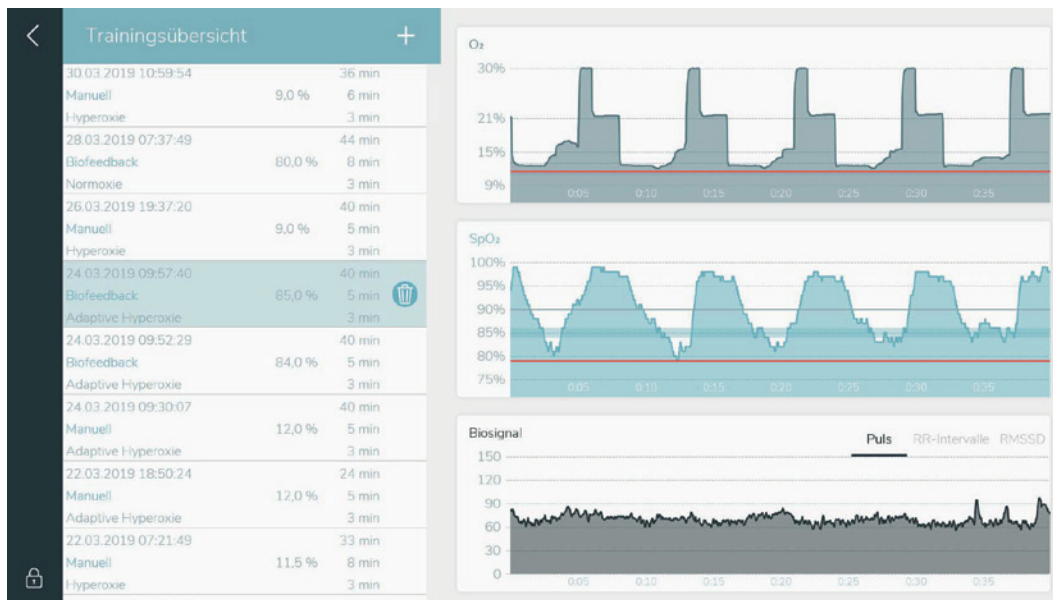 Trainingsübersicht +
30.03.2019 10:59:54 36 min
Manuell 9,0 % 6 min
Hyperoxie 3 min
28.03.2019 07:37:49 44 min
Biofeedback 80,0 % 8 min
Normoxie 3 min
26.03.2019 19:37:20 40 min
Manuell 9,0 % 5 min
Hyperoxie 3 min
24.03.2019 09:57:40 40 min
Biofeedback 85,0 % 5 min
Adaptive Hyperoxie 3 min
24.03.2019 09:52:29 40 min
Biofeedback 84,0 % 5 min
Adaptive Hyperoxie 3 min
24.03.2019 09:30:07 40 min
Manuell 12,0 % 5 min
Adaptive Hyperoxie 3 min
22.03.2019 18:50:24 24 min
Manuell 12,0 % 5 min
Adaptive Hyperoxie 3 min
22.03.2019 07:21:49 33 min
Manuell 11,5 % 8 min
Hyperoxie 3 min
O₂
30%
21%
15%
9%
0:05 0:10 0:15 0:20 0:25 0:30 0:35
SpO₂
100%
95%
90%
85%
80%
75%
0:05 0:10 0:15 0:20 0:25 0:30 0:35
Biosignal
Puls RR-Intervalle RMSSD
150
120
90
60
30
0
0:05 0:10 0:15 0:20 0:25 0:30 0:35